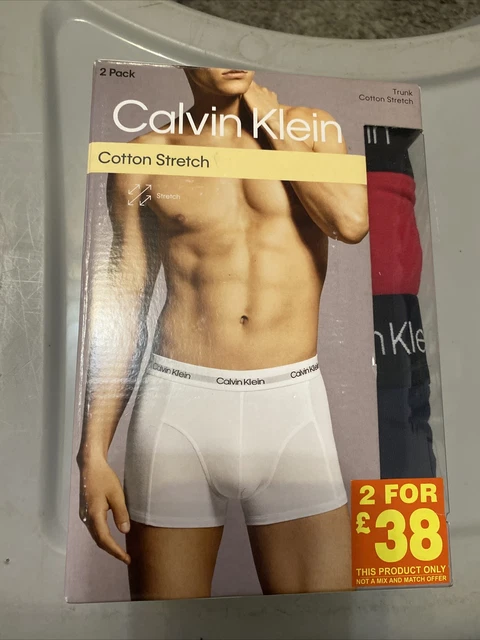 2 Pack
Trunk
Cotton Stretch
Calvin Klein
Cotton Stretch
Stretch
in
n Kle
Calvin Klein
Calvin Klein
Calvin Klein
2 FOR
£38
THIS PRODUCT ONLY
NOT A MIX AND MATCH OFFER